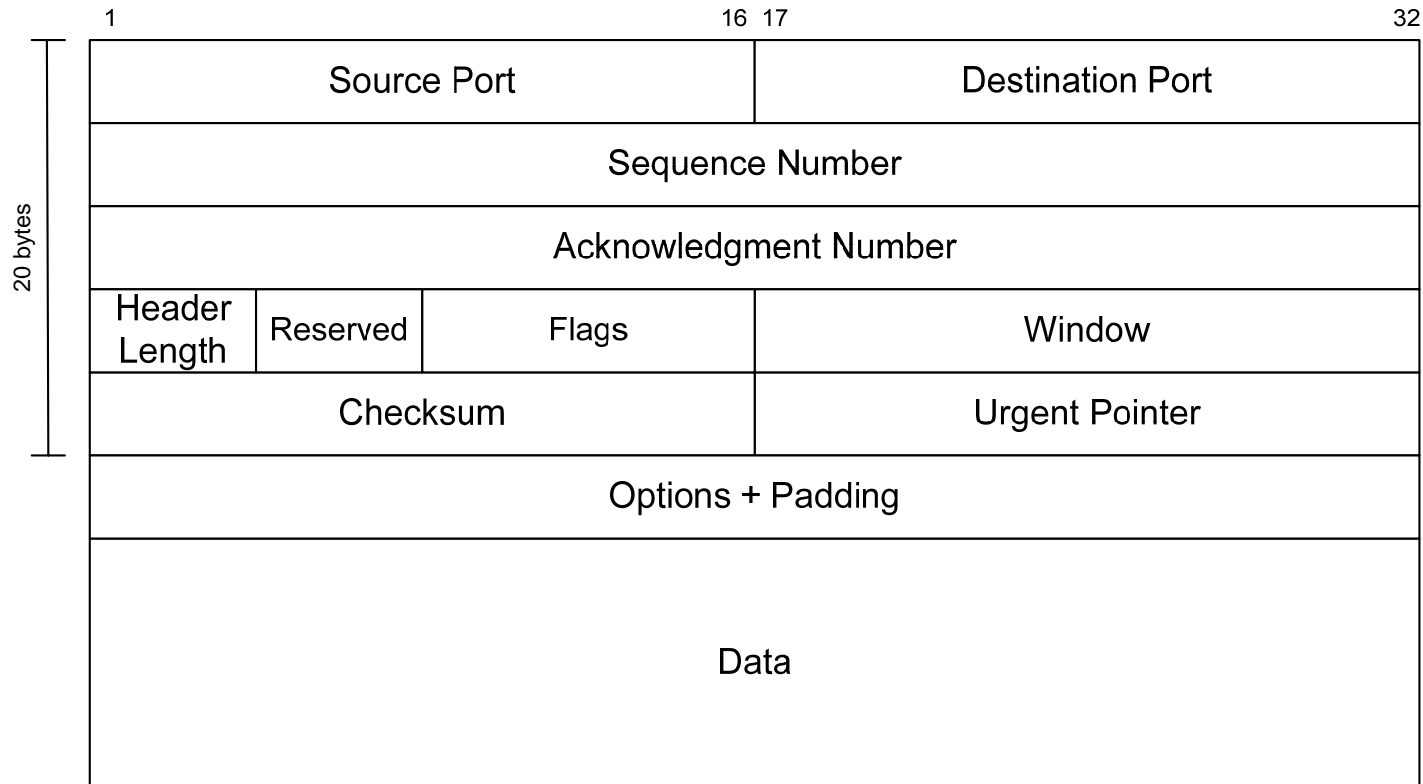 1 16 17 32
Source Port Destination Port
Sequence Number
20 bytes
Acknowledgment Number
Header
Length Reserved Flags Window
Checksum Urgent Pointer
Options + Padding
Data